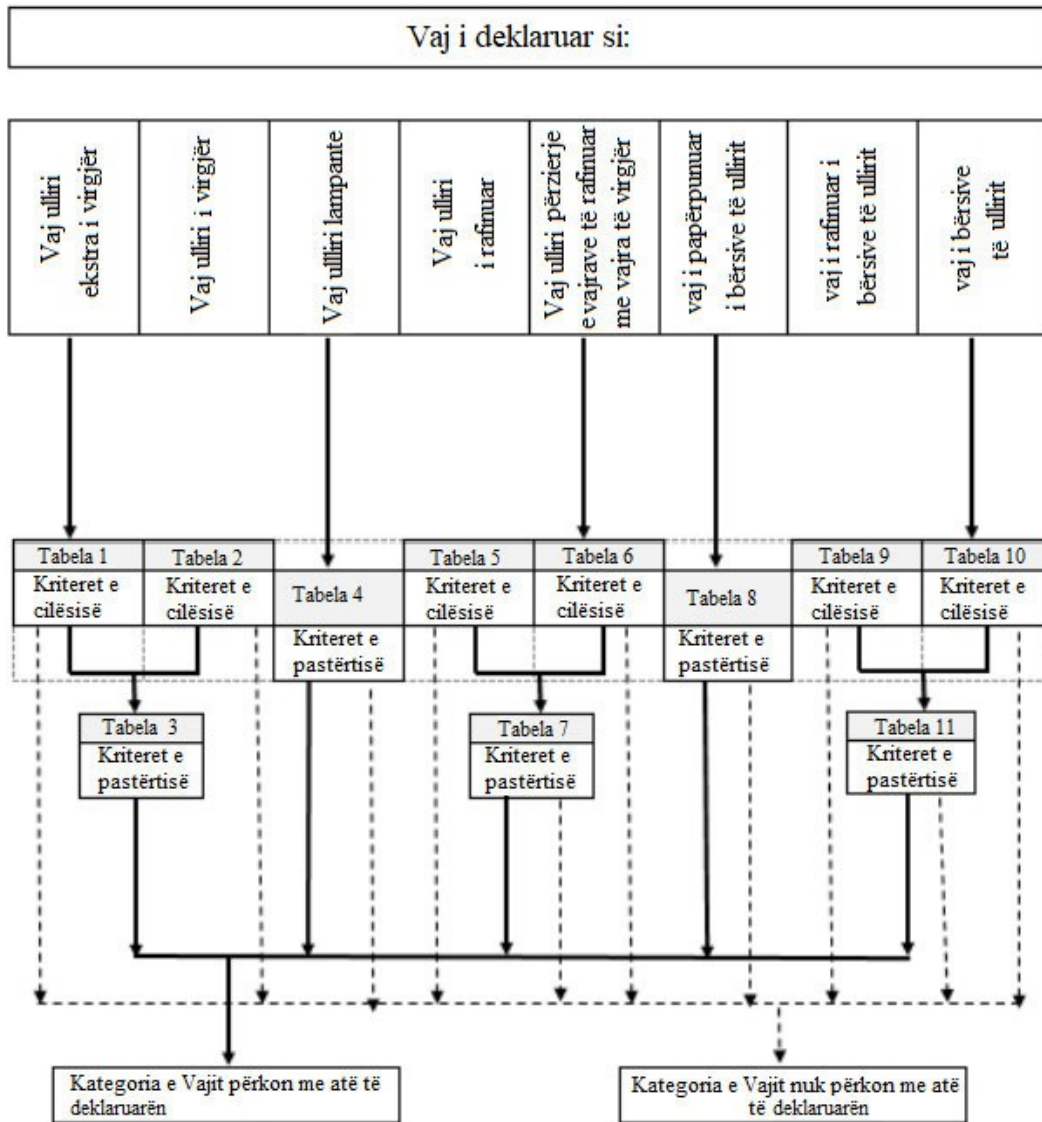 Vaj i deklaruar si:
Vaj ulliri
ekstra i virgjër
Vaj ulliri i virgjër
Vaj ullliri lampante
Vaj ulliri
i rafinuar
Vaj ulliri përzierje
e vajrave të rafinuar
me vajra të virgjër
vaj i papërpunuar
i bërsive të ullirit
vaj i rafinuar i
bërsive të ullirit
vaj i bërsive
të ullirit
Tabela 1
Kriteret e
cilësisë
Tabela 2
Kriteret e
cilësisë
Tabela 4
Kriteret e
pastërtisë
Tabela 5
Kriteret e
cilësisë
Tabela 6
Kriteret e
cilësisë
Tabela 8
Kriteret e
pastërtisë
Tabela 9
Kriteret e
cilësisë
Tabela 10
Kriteret e
cilësisë
Tabela 3
Kriteret e
pastërtisë
Tabela 7
Kriteret e
pastërtisë
Tabela 11
Kriteret e
pastërtisë
Kategoria e Vajit përkon me atë të
deklaruarën
Kategoria e Vajit nuk përkon me atë
të deklaruarën